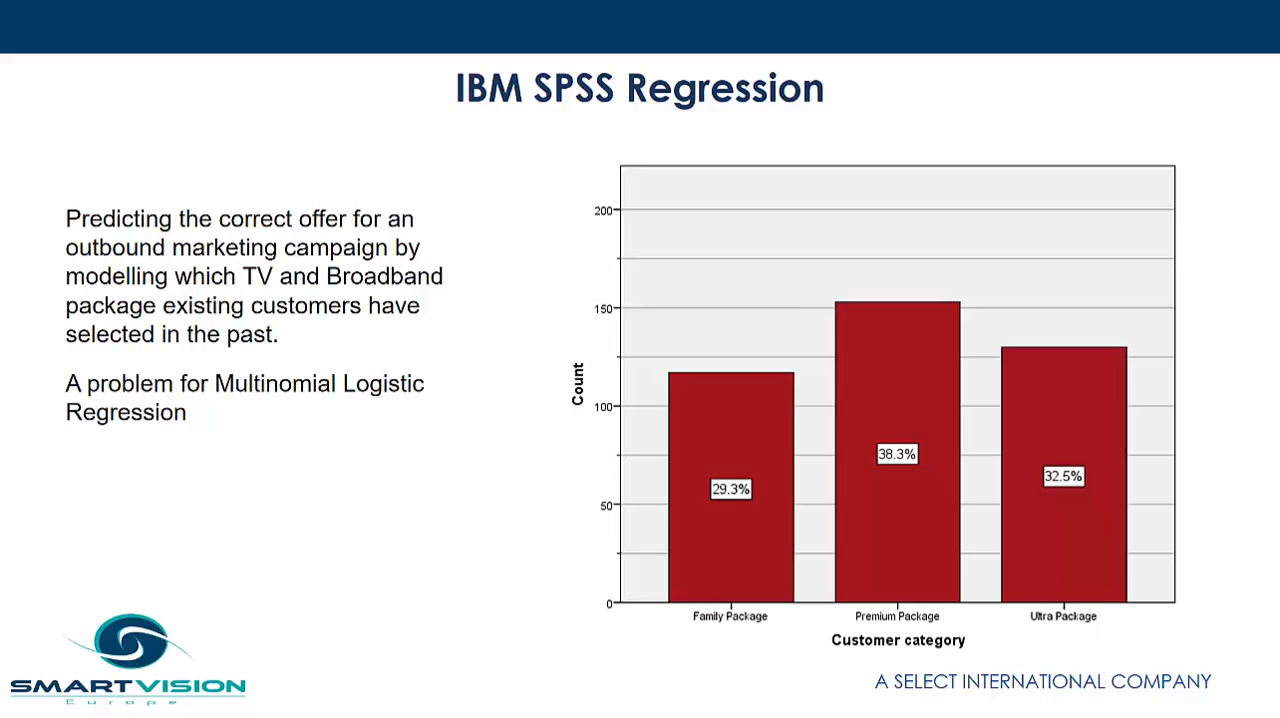 IBM SPSS Regression
Predicting the correct offer for an
outbound marketing campaign by
modelling which TV and Broadband
package existing customers have
selected in the past.
A problem for Multinomial Logistic
Regression
200
150
100
50
0
Count
29.3%
38.3%
32.5%
Family Package
Premium Package
Ultra Package
Customer category
SMARTVISION
Europe
A SELECT INTERNATIONAL COMPANY